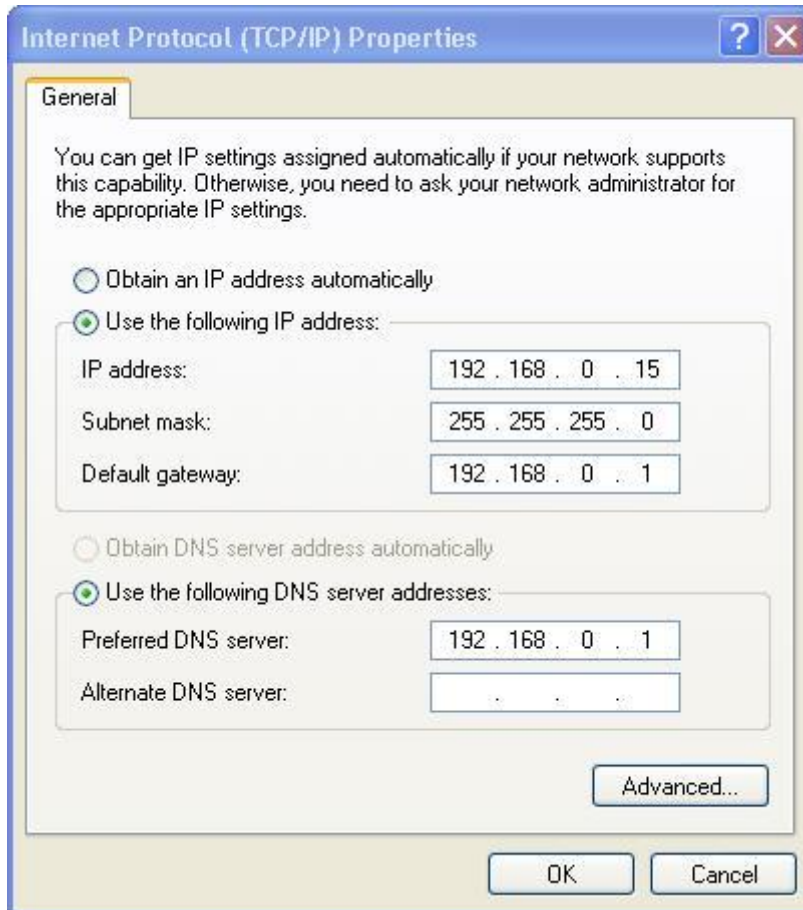 Internet Protocol (TCP/IP) Properties
General
You can get IP settings assigned automatically if your network supports
this capability. Otherwise, you need to ask your network administrator for
the appropriate IP settings.
Obtain an IP address automatically
Use the following IP address:
IP address: 192 . 168 . 0 . 15
Subnet mask: 255 . 255 . 255 . 0
Default gateway: 192 . 168 . 0 . 1
Obtain DNS server address automatically
Use the following DNS server addresses:
Preferred DNS server: 192 . 168 . 0 . 1
Alternate DNS server: . . .
Advanced...
OK Cancel